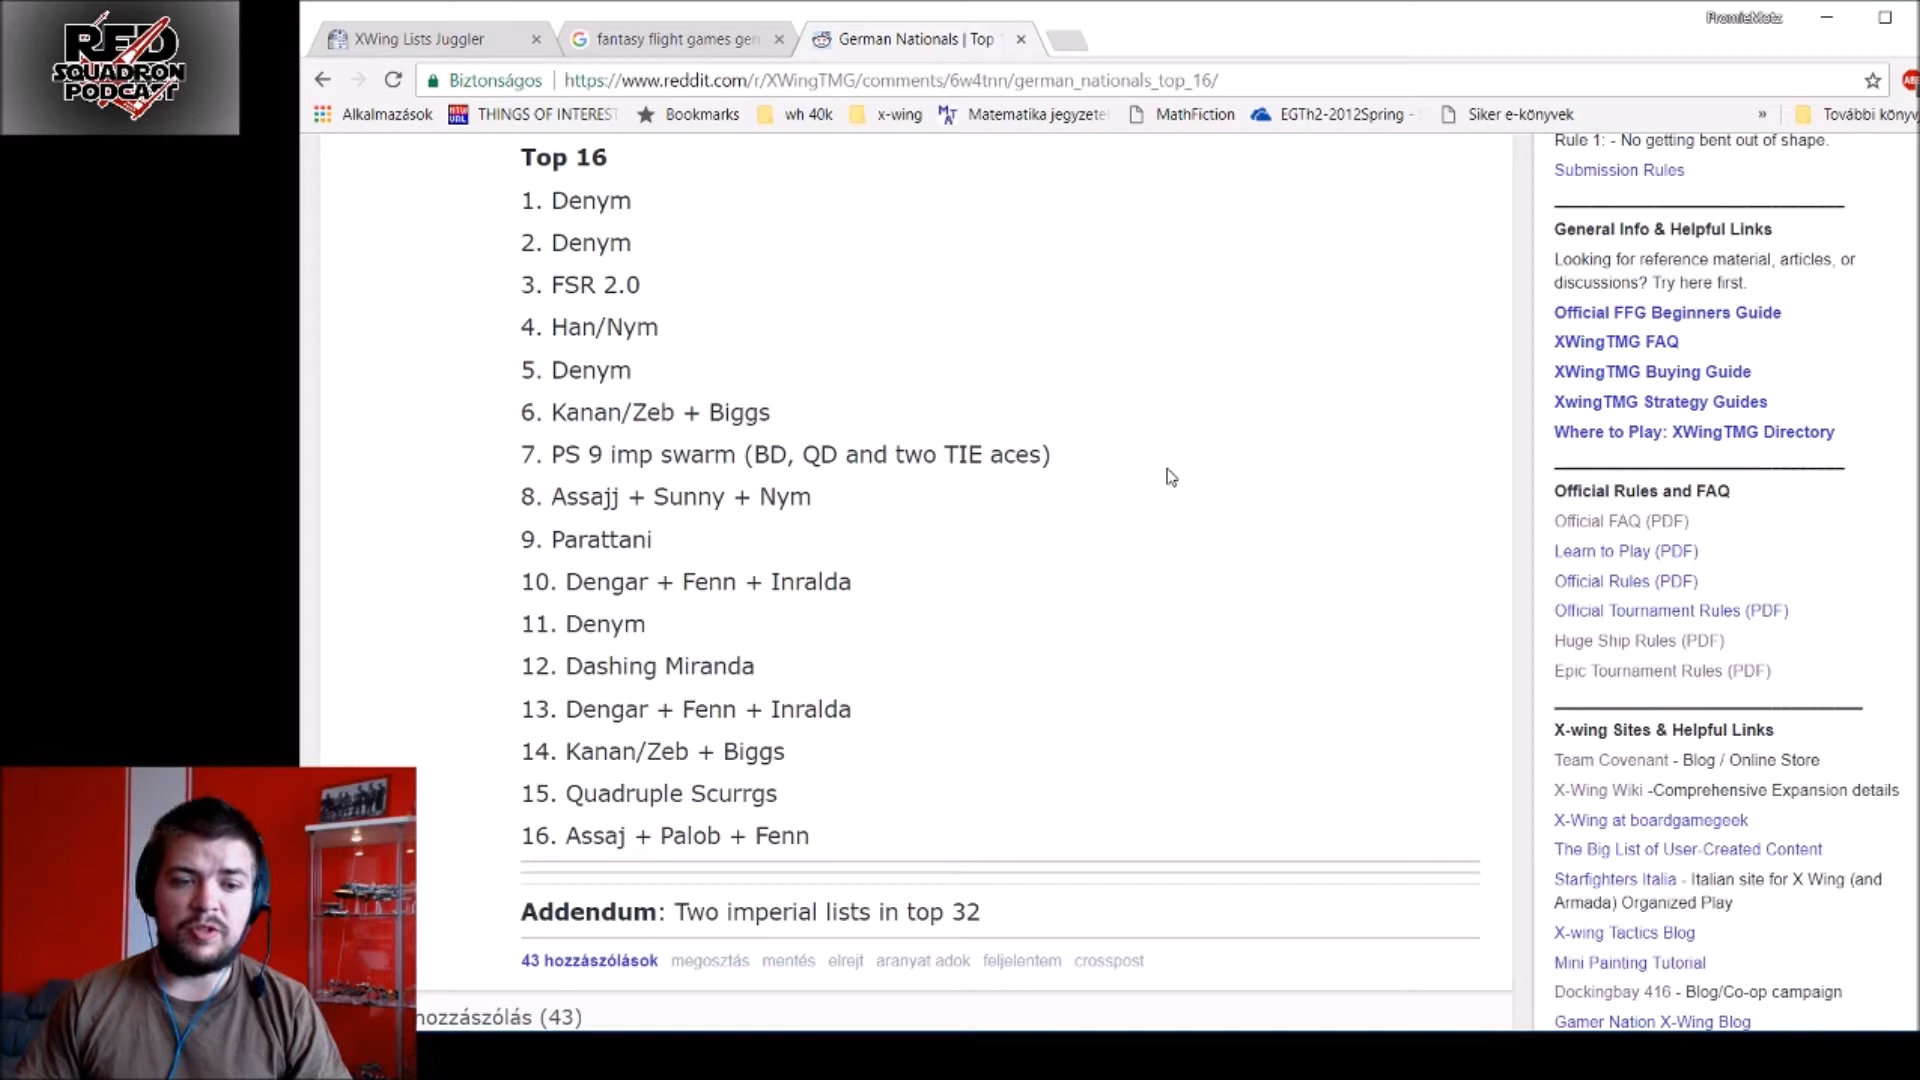 RED
SQUADRON
PODCAST
PromieMotz
XWing Lists Juggler
fantasy flight games ger
German Nationals | Top
Biztonságos
https://www.reddit.com/r/XWingTMG/comments/6w4tnn/german_nationals_top_16/
Alkalmazások
THINGS OF INTEREST
Bookmarks
wh 40k
x-wing
Matematika jegyzetel
MathFiction
EGTh2-2012Spring -
Siker e-könyvek
»
További könyv
Top 16
1. Denym
2. Denym
3. FSR 2.0
4. Han/Nym
5. Denym
6. Kanan/Zeb + Biggs
7. PS 9 imp swarm (BD, QD and two TIE aces)
8. Assajj + Sunny + Nym
9. Parattani
10. Dengar + Fenn + Inralda
11. Denym
12. Dashing Miranda
13. Dengar + Fenn + Inralda
14. Kanan/Zeb + Biggs
15. Quadruple Scurrgs
16. Assaj + Palob + Fenn
Addendum: Two imperial lists in top 32
43 hozzászólások megosztás mentés elrejt aranyat adok feljelentem crosspost
hozzászólás (43)
Rule 1: - No getting bent out of shape.
Submission Rules
General Info & Helpful Links
Looking for reference material, articles, or
discussions? Try here first.
Official FFG Beginners Guide
XWingTMG FAQ
XWingTMG Buying Guide
XwingTMG Strategy Guides
Where to Play: XWingTMG Directory
Official Rules and FAQ
Official FAQ (PDF)
Learn to Play (PDF)
Official Rules (PDF)
Official Tournament Rules (PDF)
Huge Ship Rules (PDF)
Epic Tournament Rules (PDF)
X-wing Sites & Helpful Links
Team Covenant - Blog / Online Store
X-Wing Wiki -Comprehensive Expansion details
X-Wing at boardgamegeek
The Big List of User-Created Content
Starfighters Italia - Italian site for X Wing (and
Armada) Organized Play
X-wing Tactics Blog
Mini Painting Tutorial
Dockingbay 416 - Blog/Co-op campaign
Gamer Nation X-Wing Blog